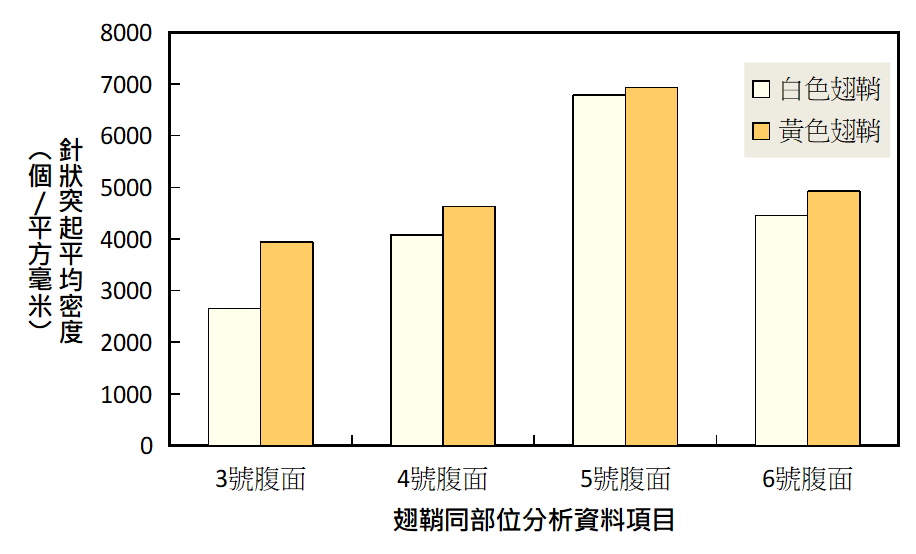 8000
7000
6000
5000
4000
3000
2000
1000
0
針狀突起平均密度
（個/平方毫米）
白色翅鞘
黃色翅鞘
3號腹面
4號腹面
5號腹面
6號腹面
翅鞘同部位分析資料項目